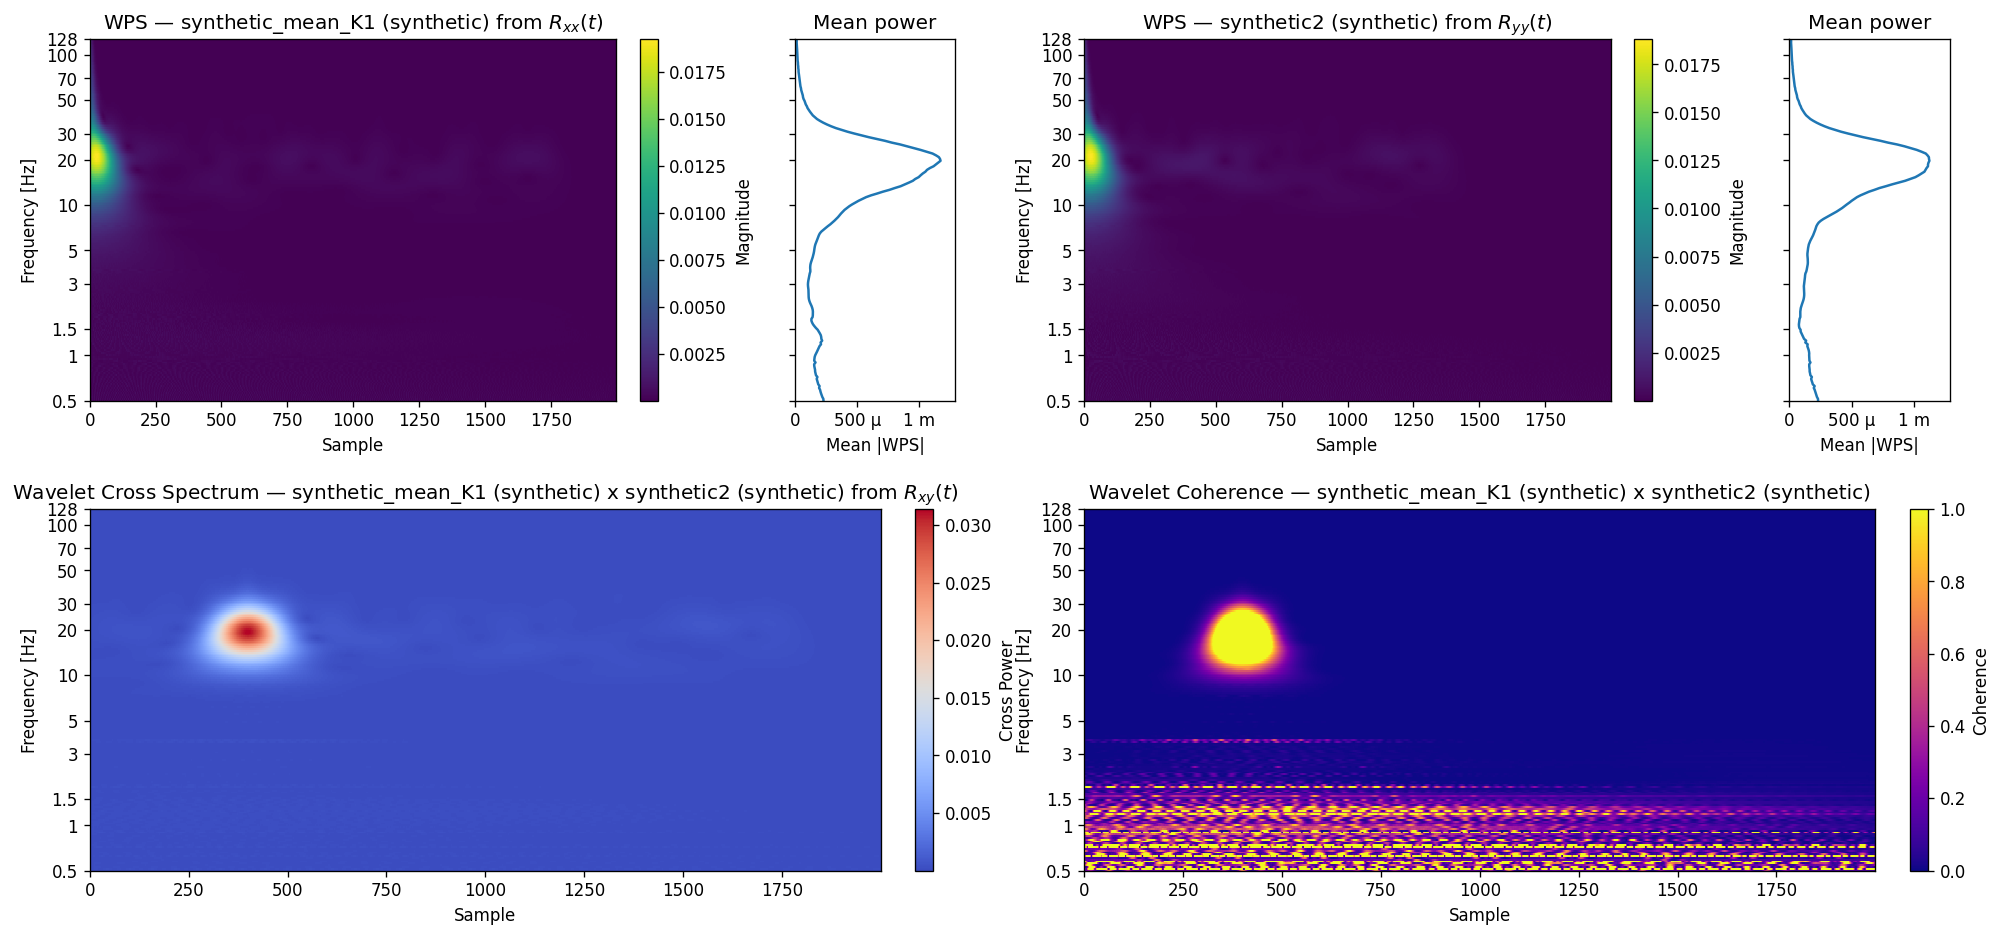 WPS — synthetic_mean_K1 (synthetic) from Rxx(t)
128
100
70
50
30
20
10
5
3
1.5
1
0.5
Frequency [Hz]
0 250 500 750 1000 1250 1500 1750
Sample
0.0175
0.0150
0.0125
0.0100
0.0075
0.0050
0.0025
Magnitude
Mean power
0 500 µ 1 m
Mean |WPS|
WPS — synthetic2 (synthetic) from Ryy(t)
128
100
70
50
30
20
10
5
3
1.5
1
0.5
Frequency [Hz]
0 250 500 750 1000 1250 1500 1750
Sample
0.0175
0.0150
0.0125
0.0100
0.0075
0.0050
0.0025
Magnitude
Mean power
0 500 µ 1 m
Mean |WPS|
Wavelet Cross Spectrum — synthetic_mean_K1 (synthetic) x synthetic2 (synthetic) from Rxy(t)
128
100
70
50
30
20
10
5
3
1.5
1
0.5
Frequency [Hz]
0 250 500 750 1000 1250 1500 1750
Sample
0.030
0.025
0.020
0.015
0.010
0.005
Cross Power
Wavelet Coherence — synthetic_mean_K1 (synthetic) x synthetic2 (synthetic)
128
100
70
50
30
20
10
5
3
1.5
1
0.5
Frequency [Hz]
0 250 500 750 1000 1250 1500 1750
Sample
1.0
0.8
0.6
0.4
0.2
0.0
Coherence